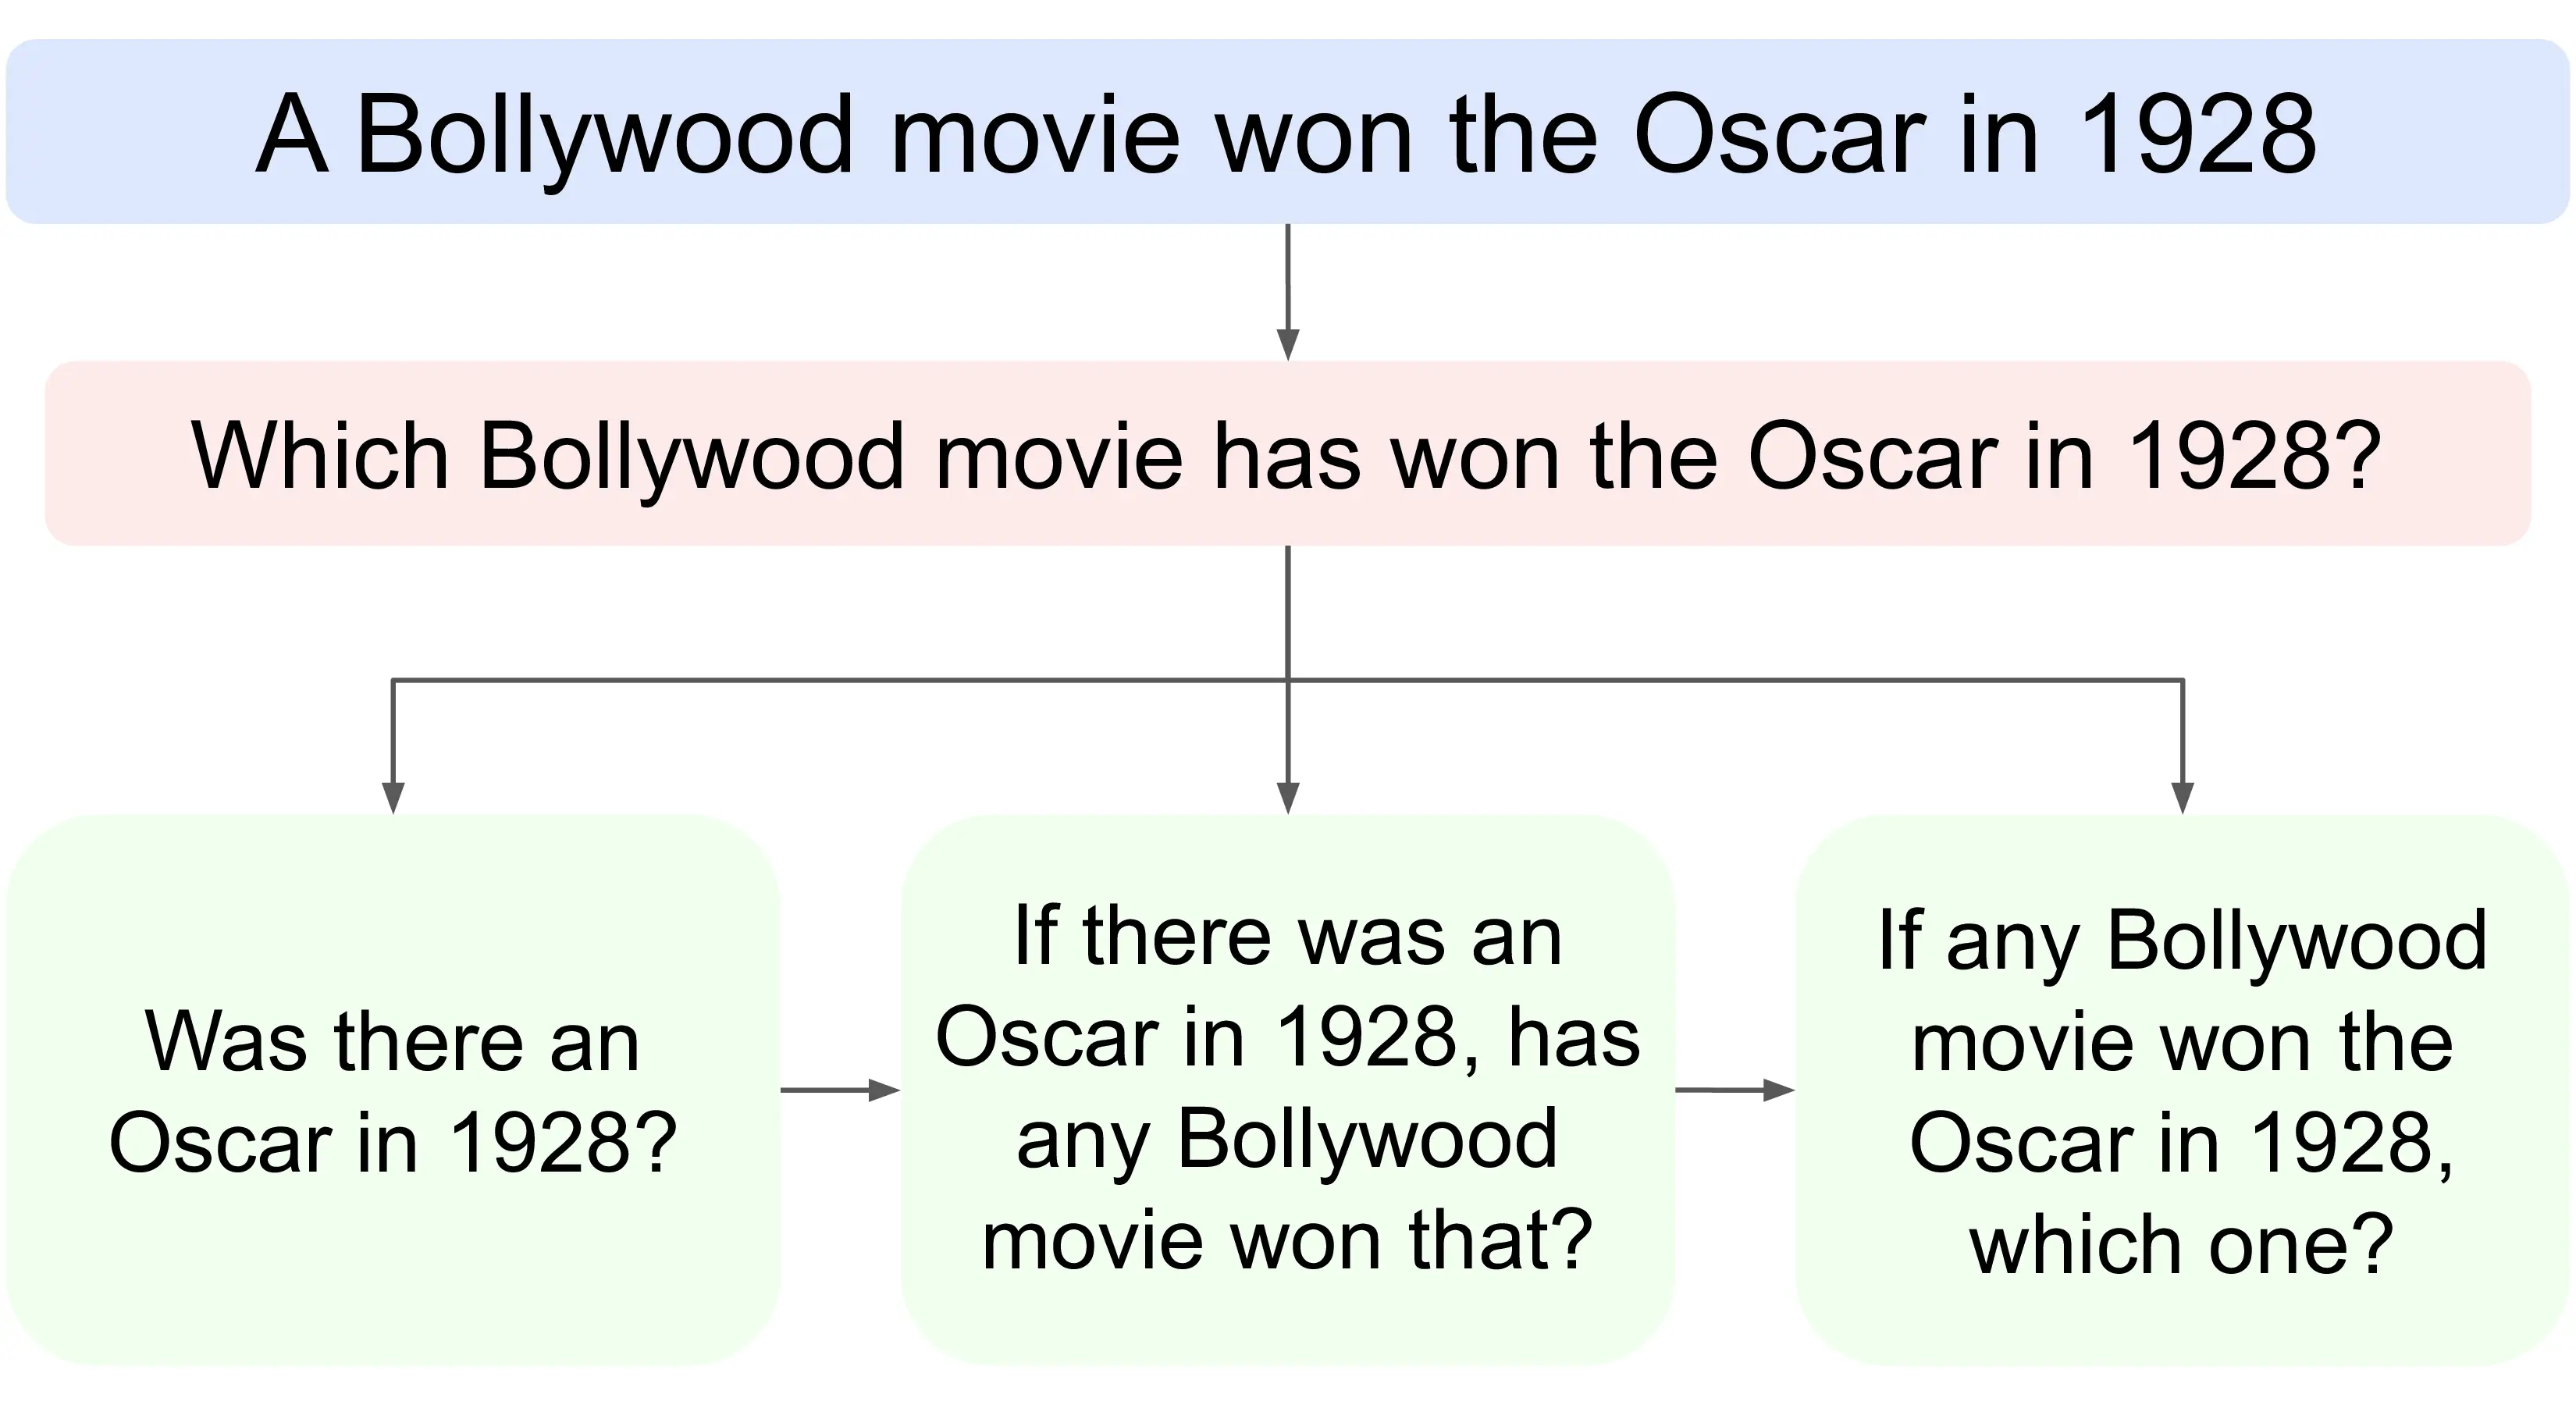 A Bollywood movie won the Oscar in 1928
Which Bollywood movie has won the Oscar in 1928?
Was there an
Oscar in 1928?
If there was an
Oscar in 1928, has
any Bollywood
movie won that?
If any Bollywood
movie won the
Oscar in 1928,
which one?